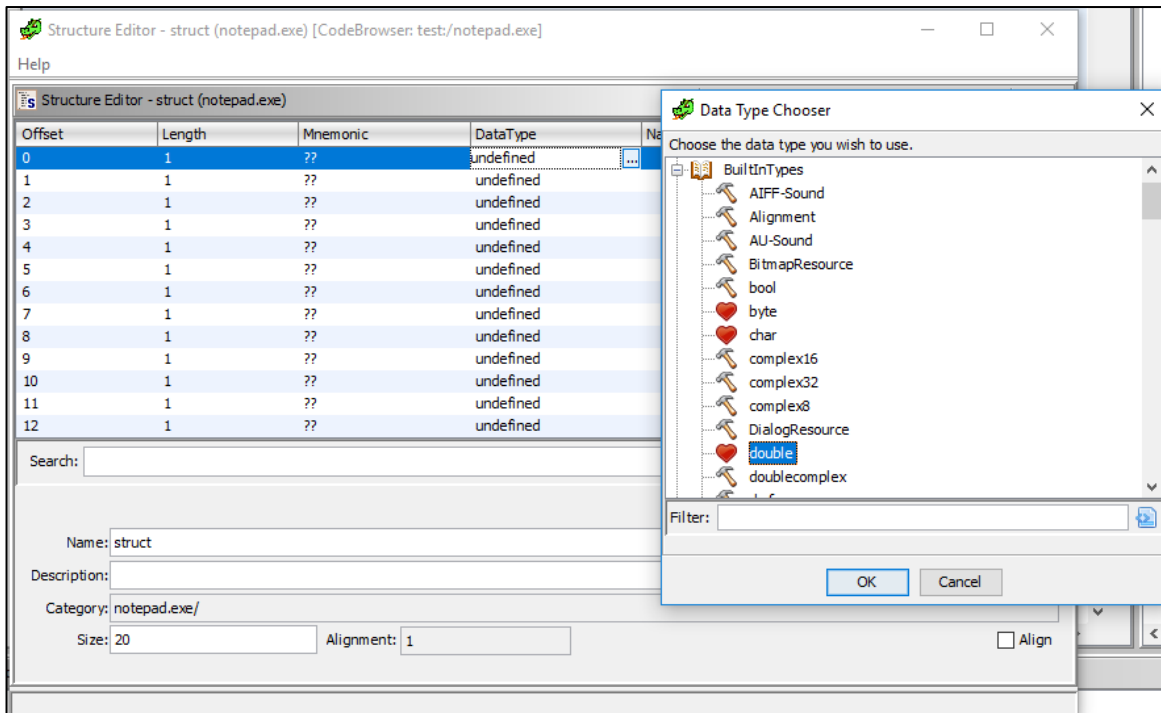 Structure Editor - struct (notepad.exe) [CodeBrowser: test:/notepad.exe]
Help
Structure Editor - struct (notepad.exe)
Offset Length Mnemonic DataType
0 1 ?? undefined ...
1 1 ?? undefined
2 1 ?? undefined
3 1 ?? undefined
4 1 ?? undefined
5 1 ?? undefined
6 1 ?? undefined
7 1 ?? undefined
8 1 ?? undefined
9 1 ?? undefined
10 1 ?? undefined
11 1 ?? undefined
12 1 ?? undefined
Search:
Name: struct
Description:
Category: notepad.exe/
Size: 20 Alignment: 1 Align
Data Type Chooser
Choose the data type you wish to use.
BuiltInTypes
AIFF-Sound
Alignment
AU-Sound
BitmapResource
bool
byte
char
complex16
complex32
complex8
DialogResource
double
doublecomplex
Filter:
OK Cancel